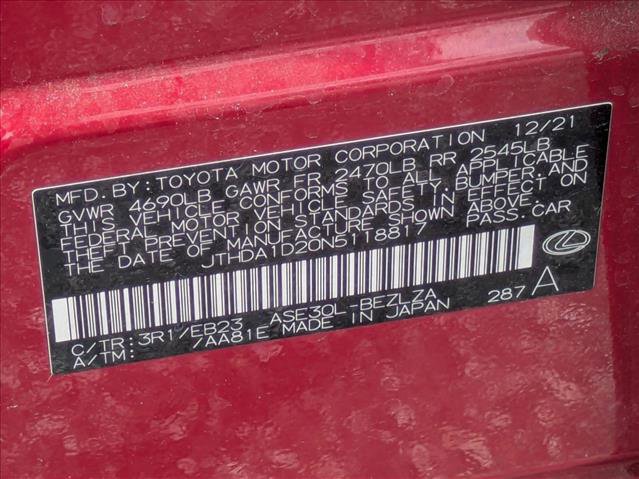 MFD. BY: TOYOTA MOTOR CORPORATION 12/21
GVWR 4690LB GAWR FR 2470LB RR 2545LB
THIS VEHICLE CONFORMS TO ALL APPLICABLE
FEDERAL MOTOR VEHICLE SAFETY, BUMPER, AND
THEFT PREVENTION STANDARDS IN EFFECT ON
THE DATE OF MANUFACTURE SHOWN ABOVE.
JTHDA1D20N5118817 PASS. CAR
C/TR: 3R1/EB23 ASE30L-BEZLZA
A/TM: 7AA81E MADE IN JAPAN 287 A